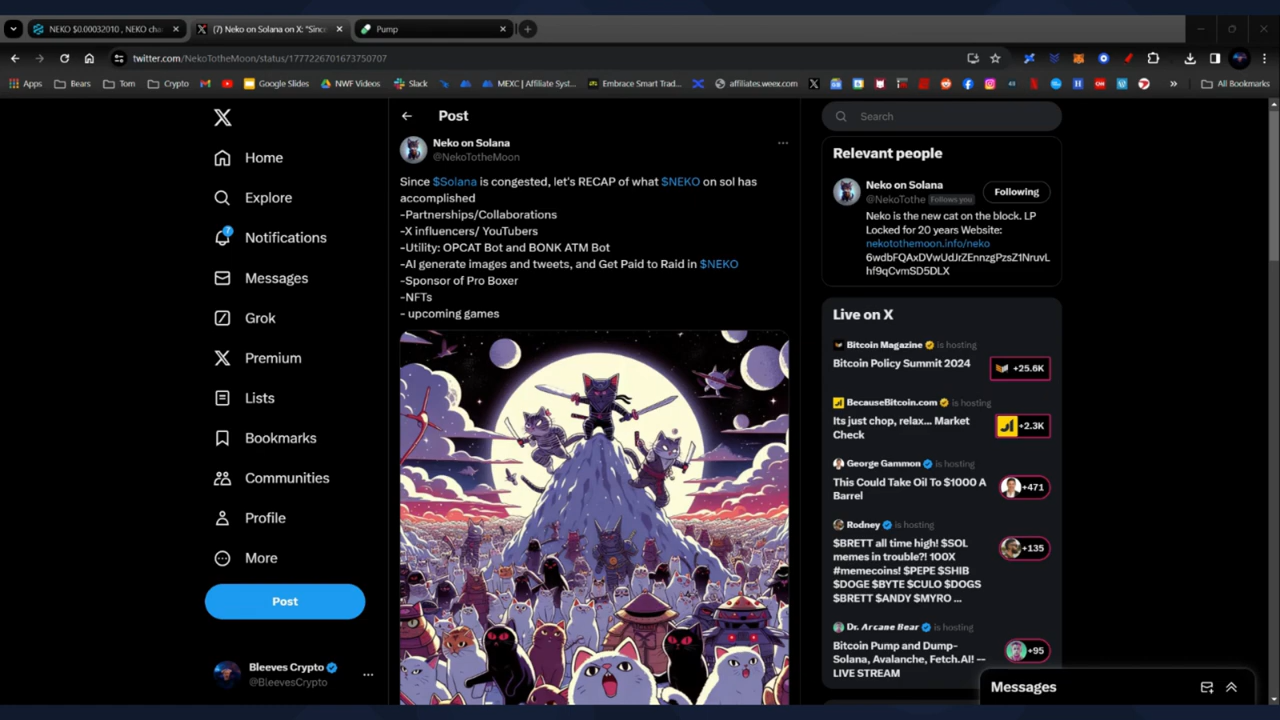 NEKO $0.00032010 , NEKO cha
(7) Neko on Solana on X: "Sinc
Pump
twitter.com/NekoTotheMoon/status/1777226701673750707
Apps
Bears
Tom
Crypto
Google Slides
NWF Videos
Slack
MEXC | Affiliate Sys...
Embrace Smart Trad...
affiliates.weex.com
All Bookmarks
Home
Explore
Notifications
Messages
Grok
Premium
Lists
Bookmarks
Communities
Profile
More
Post
Bleeves Crypto
@BleevesCrypto
Post
Neko on Solana
@NekoTotheMoon
Since $Solana is congested, let's RECAP of what $NEKO on sol has
accomplished
-Partnerships/Collaborations
-X influencers/ YouTubers
-Utility: OPCAT Bot and BONK ATM Bot
-AI generate images and tweets, and Get Paid to Raid in $NEKO
-Sponsor of Pro Boxer
-NFTs
- upcoming games
Search
Relevant people
Neko on Solana
@NekoTothe Follows you
Following
Neko is the new cat on the block. LP
Locked for 20 years Website:
nekotothemoon.info/neko
6wdbFQAxDVwUdJrZEnnzgPzsZ1NruvL
hf9qCvmSD5DLX
Live on X
Bitcoin Magazine is hosting
Bitcoin Policy Summit 2024
+25.6K
BecauseBitcoin.com is hosting
Its just chop, relax... Market
Check
+2.3K
George Gammon is hosting
This Could Take Oil To $1000 A
Barrel
+471
Rodney is hosting
$BRETT all time high! $SOL
memes in trouble?! 100X
#memecoins! $PEPE $SHIB
$DOGE $BYTE $CULO $DOGS
$BRETT $ANDY $MYRO ...
+135
Dr. Arcane Bear is hosting
Bitcoin Pump and Dump-
Solana, Avalanche, Fetch.AI! --
LIVE STREAM
+95
Messages